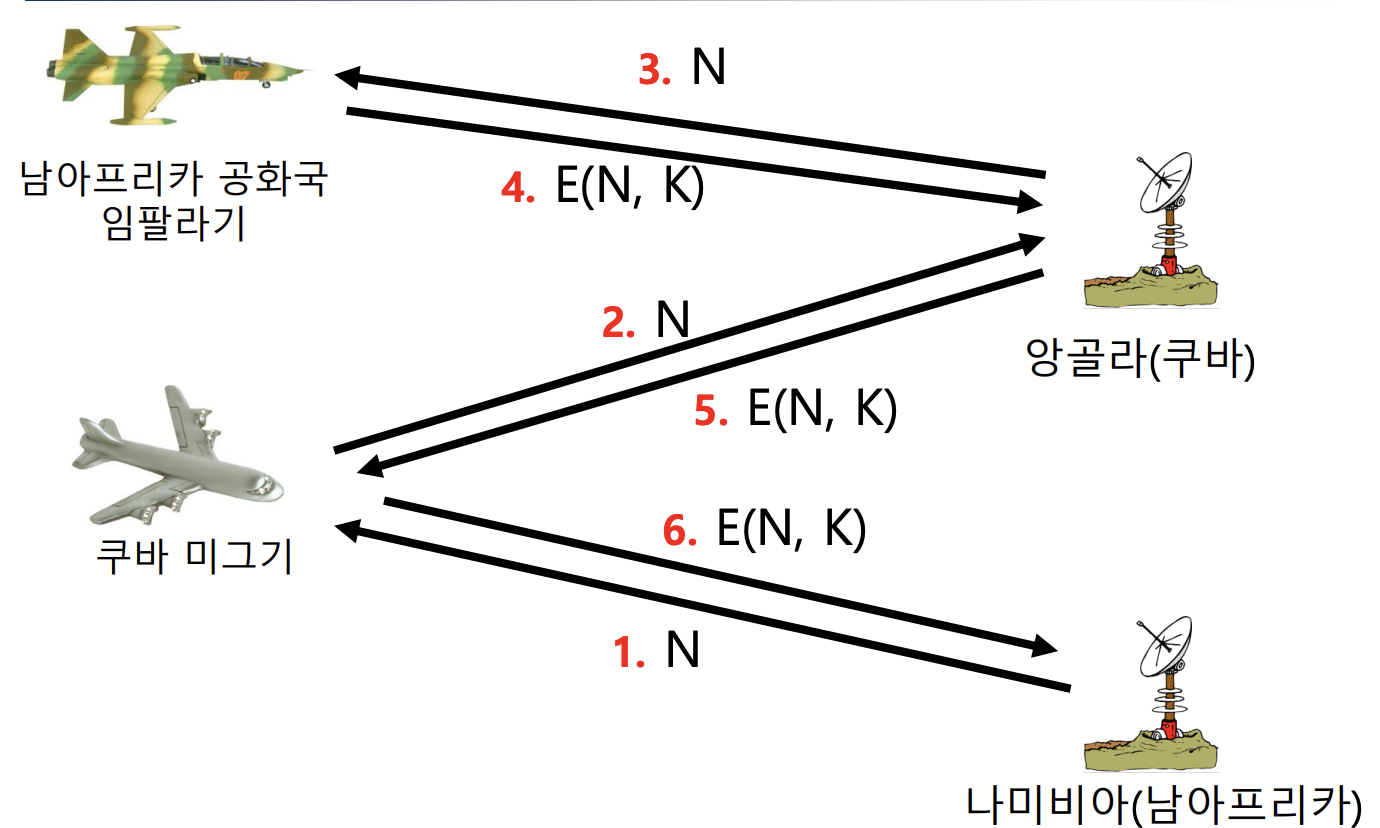 3. N
4. E(N, K)
남아프리카 공화국
임팔라기
2. N
앙골라(쿠바)
5. E(N, K)
6. E(N, K)
쿠바 미그기
1. N
나미비아(남아프리카)